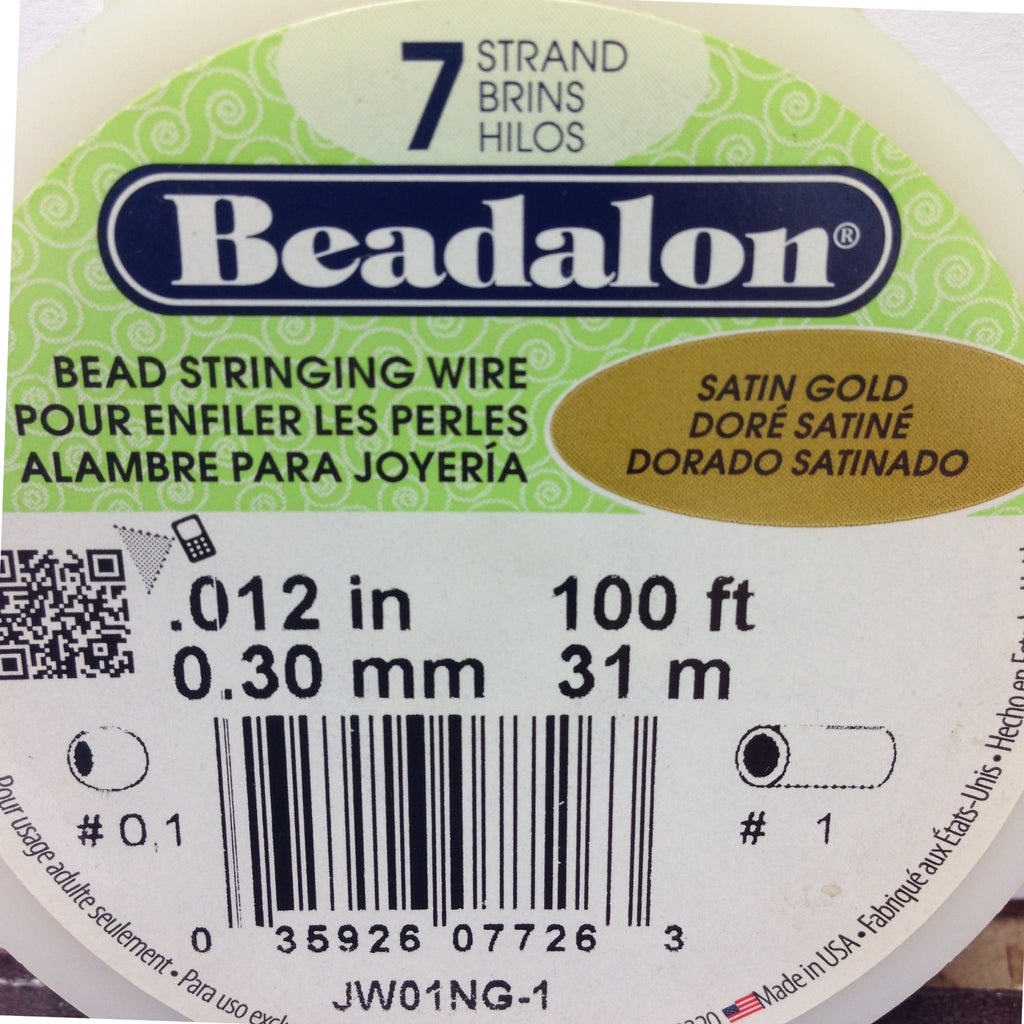 7 STRAND
BRINS
HILOS
Beadalon®
BEAD STRINGING WIRE
POUR ENFILER LES PERLES
ALAMBRE PARA JOYERÍA
SATIN GOLD
DORÉ SATINÉ
DORADO SATINADO
.012 in 100 ft
0.30 mm 31 m
# 0,1
# 1
0 35926 07726 3
JW01NG-1
Pour usage adulte seulement • Para uso
Made in USA • Fabriqué aux États-Unis • Hecho en